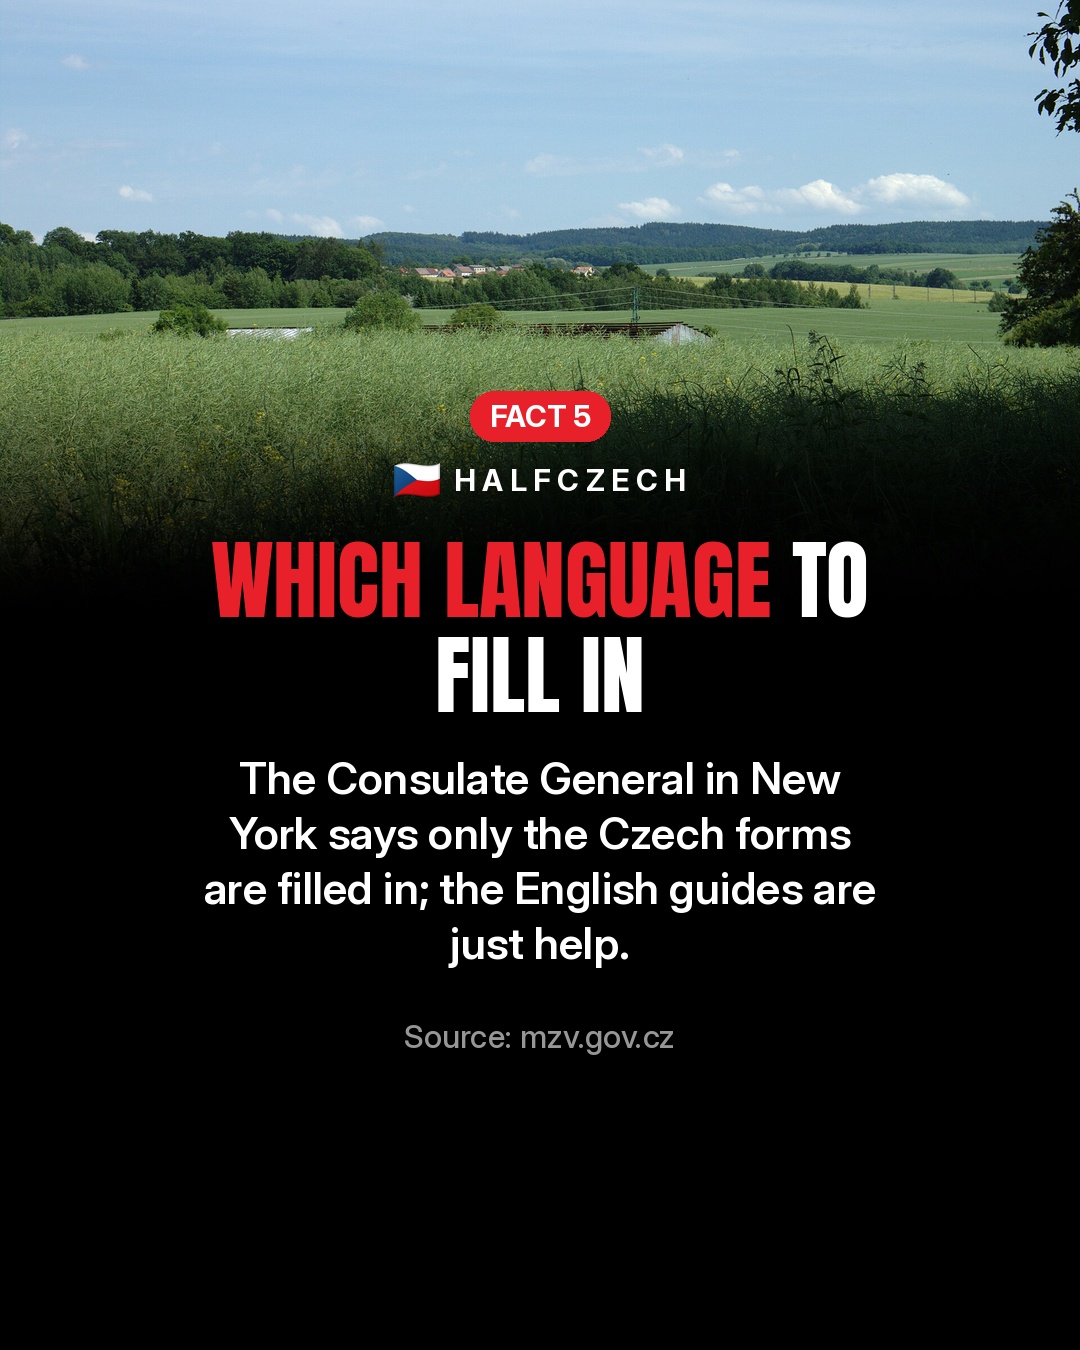 FACT 5
HALFCZECH
WHICH LANGUAGE TO
FILL IN
The Consulate General in New
York says only the Czech forms
are filled in; the English guides are
just help.
Source: mzv.gov.cz